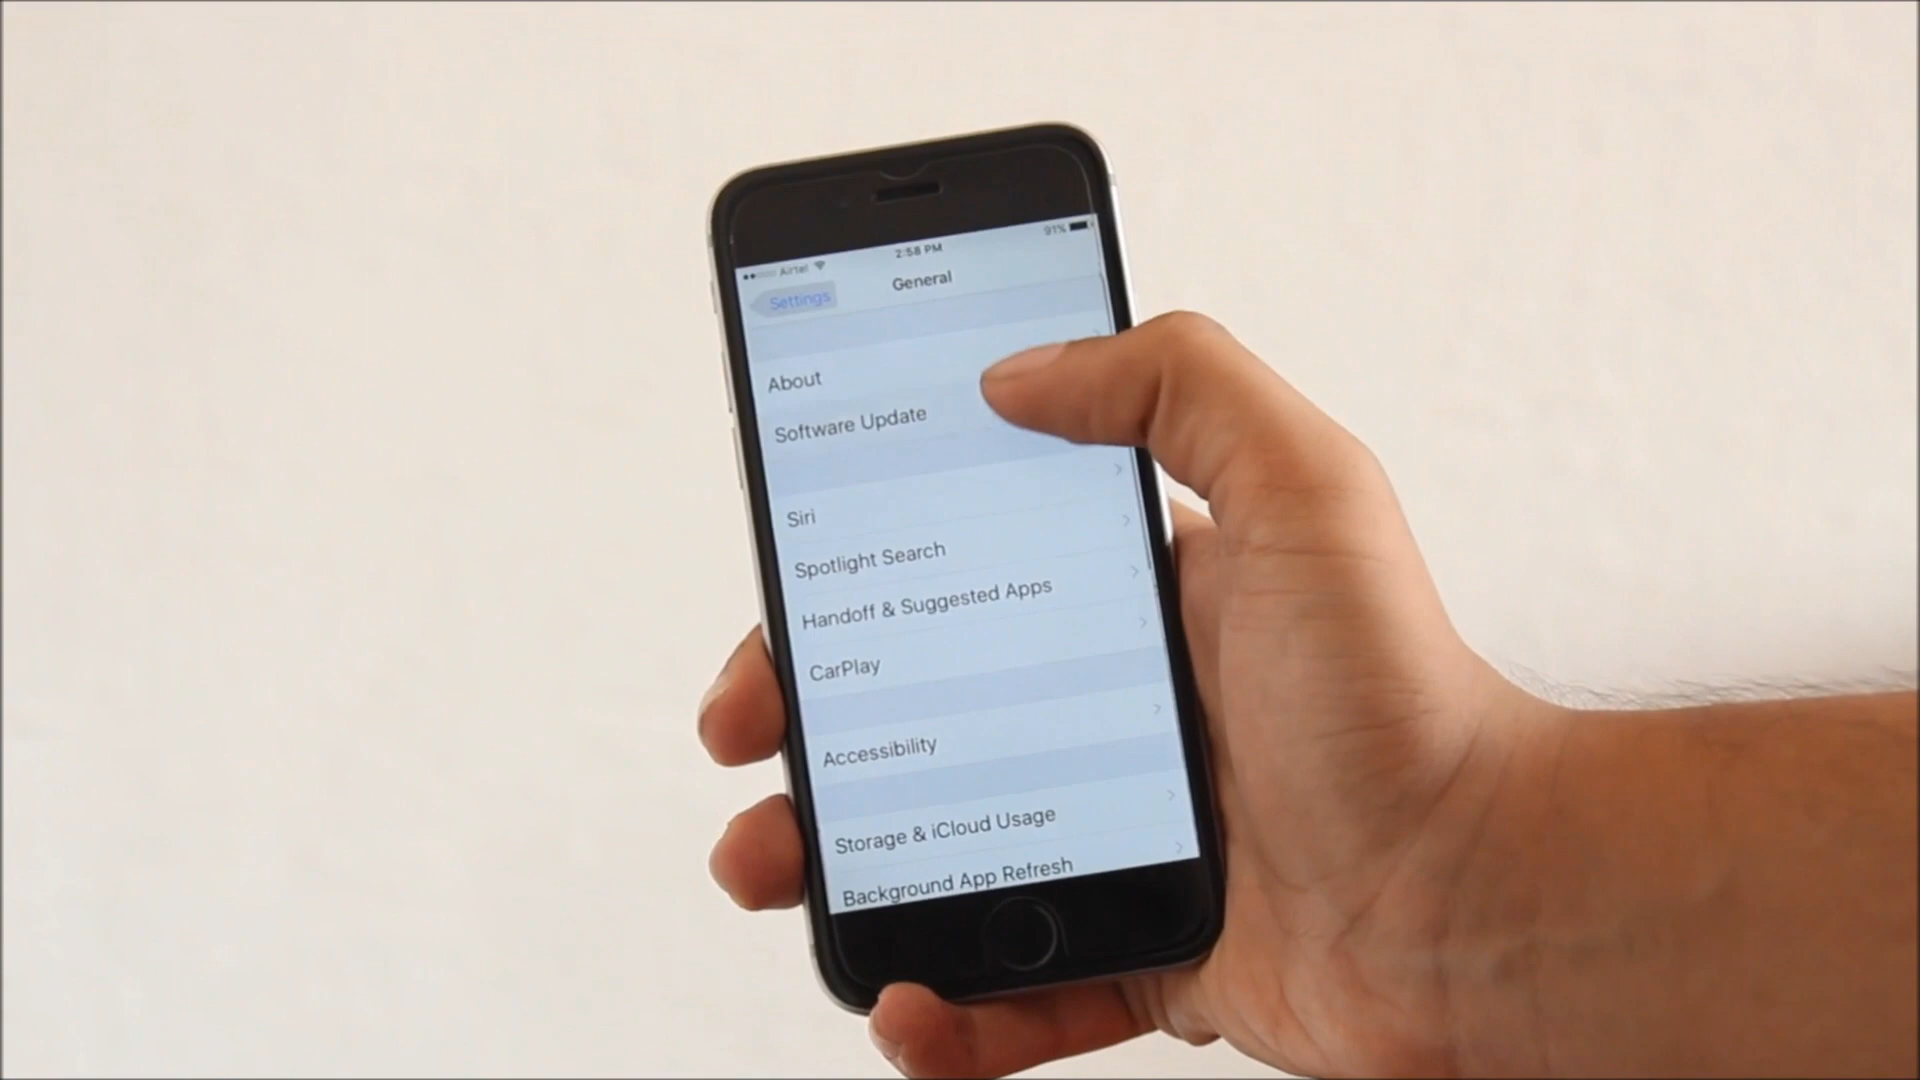 Airtel 2:58 PM 91%
Settings General
About
Software Update
Siri
Spotlight Search
Handoff & Suggested Apps
CarPlay
Accessibility
Storage & iCloud Usage
Background App Refresh